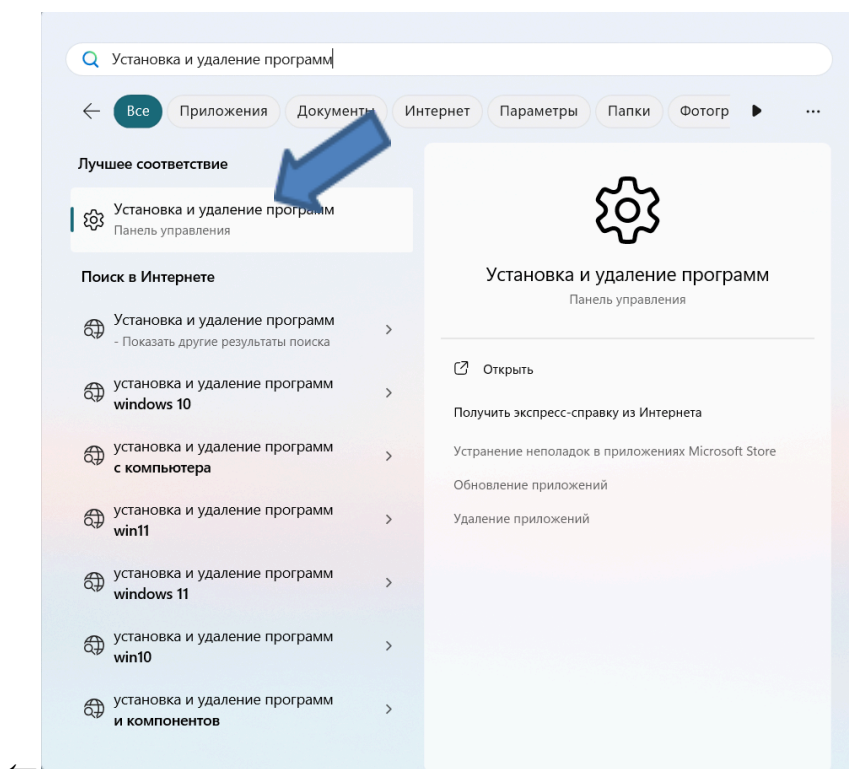 Установка и удаление программ
Все Приложения Документы Интернет Параметры Папки Фотогр
Лучшее соответствие
Установка и удаление программ
Панель управления
Поиск в Интернете
Установка и удаление программ
- Показать другие результаты поиска
установка и удаление программ
windows 10
установка и удаление программ
с компьютера
установка и удаление программ
win11
установка и удаление программ
windows 11
установка и удаление программ
win10
установка и удаление программ
и компонентов
Установка и удаление программ
Панель управления
Открыть
Получить экспресс-справку из Интернета
Устранение неполадок в приложениях Microsoft Store
Обновление приложений
Удаление приложений